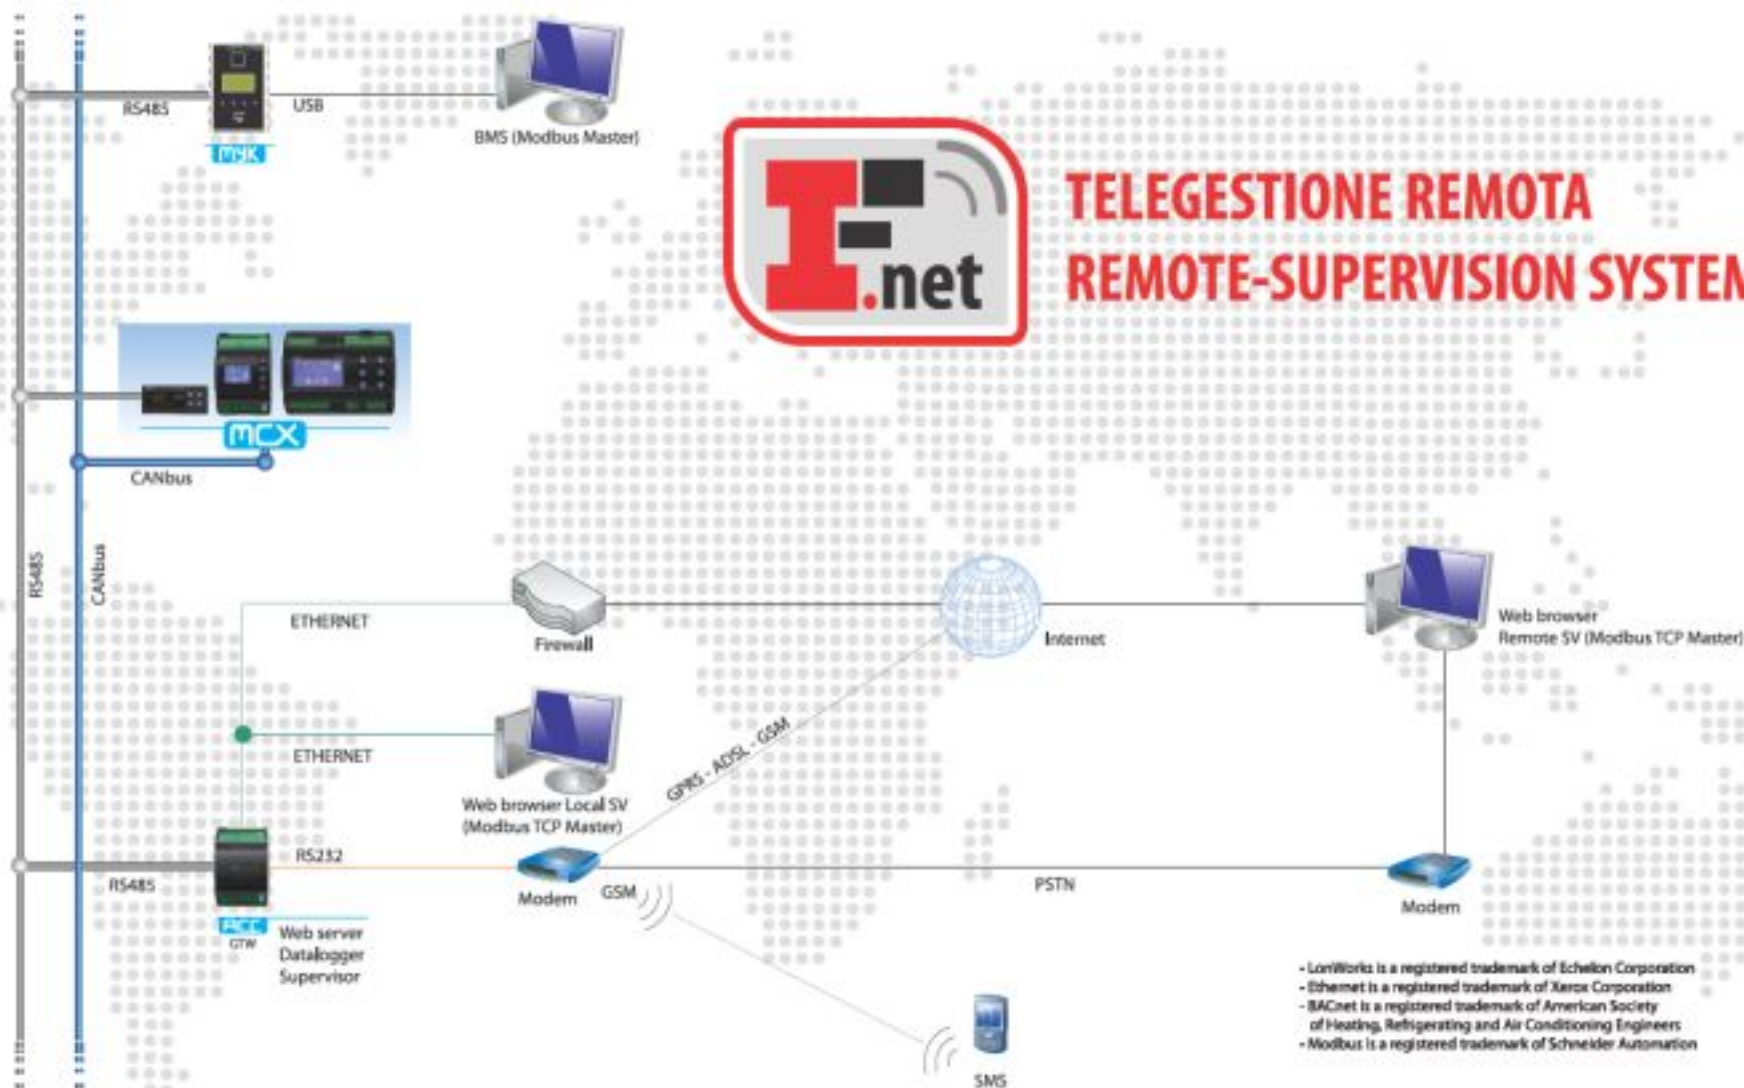 RS485
USB
BMS (Modbus Master)
MYK
I.net
TELEGESTIONE REMOTA
REMOTE-SUPERVISION SYSTEM
MCX
CANbus
RS485
CANbus
ETHERNET
Firewall
Internet
Web browser
Remote SV (Modbus TCP Master)
ETHERNET
GPRS - ADSL - GSM
Web browser Local SV
(Modbus TCP Master)
RS232
RS485
Modem
GSM
PSTN
Modem
ACC
GTW
Web server
Datalogger
Supervisor
- LonWorks is a registered trademark of Echelon Corporation
- Ethernet is a registered trademark of Xerox Corporation
- BACnet is a registered trademark of American Society
of Heating, Refrigerating and Air Conditioning Engineers
- Modbus is a registered trademark of Schneider Automation
SMS